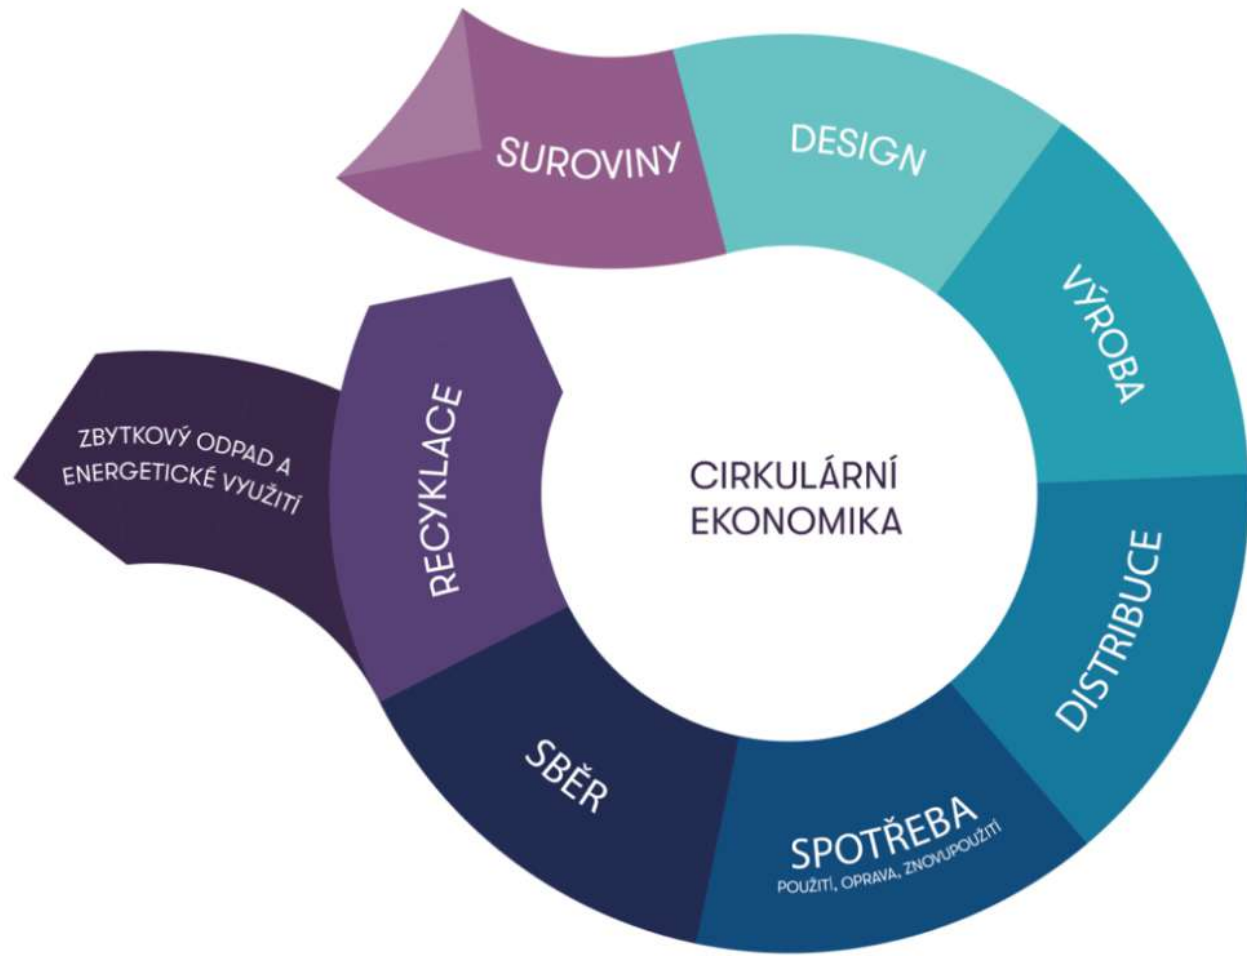 SUROVINY
DESIGN
VÝROBA
DISTRIBUCE
SPOTŘEBA
POUŽITÍ, OPRAVA, ZNOVUPOUŽITÍ
SBĚR
RECYKLACE
ZBYTKOVÝ ODPAD A
ENERGETICKÉ VYUŽITÍ
CIRKULÁRNÍ
EKONOMIKA